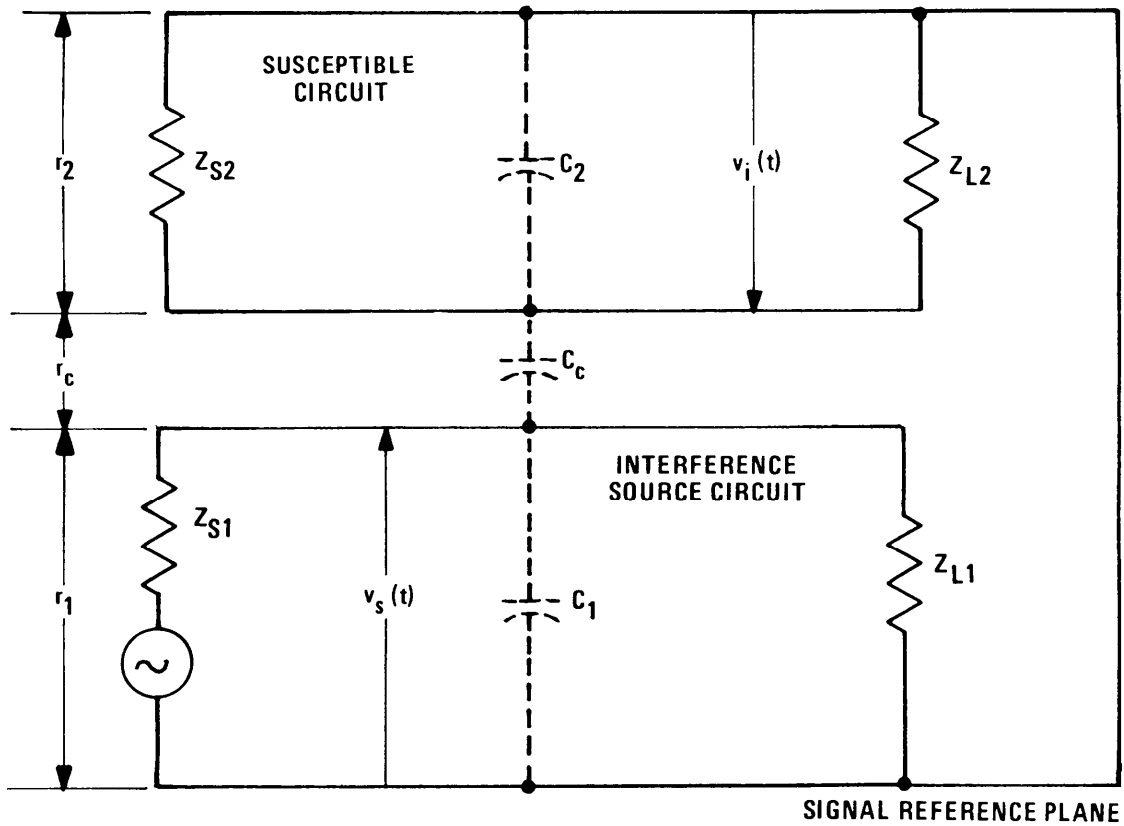 SUSCEPTIBLE
CIRCUIT
r2
ZS2
C2
vi(t)
ZL2
rc
Cc
INTERFERENCE
SOURCE CIRCUIT
ZS1
r1
vs(t)
C1
ZL1
SIGNAL REFERENCE PLANE